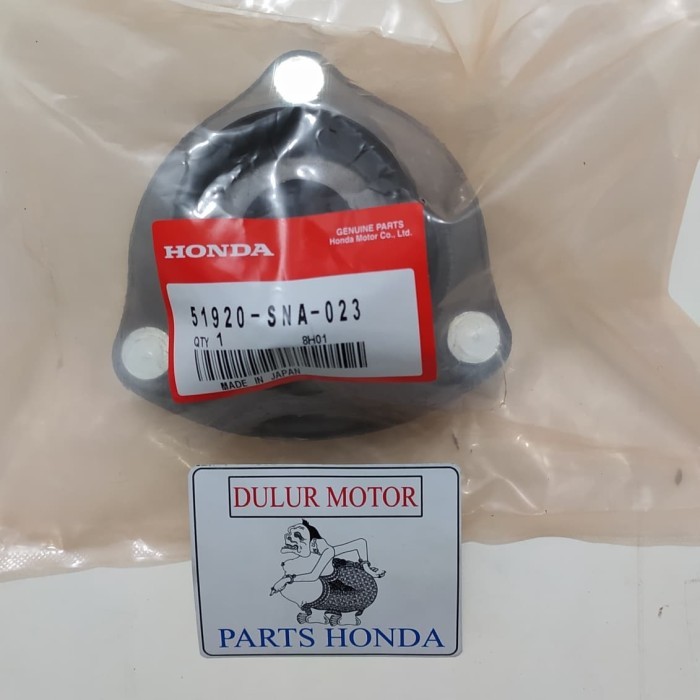 HONDA
GENUINE PARTS
Honda Motor Co., Ltd.
51920-SNA-023
QTY 1 8H01
MADE IN JAPAN
DULUR MOTOR
PARTS HONDA